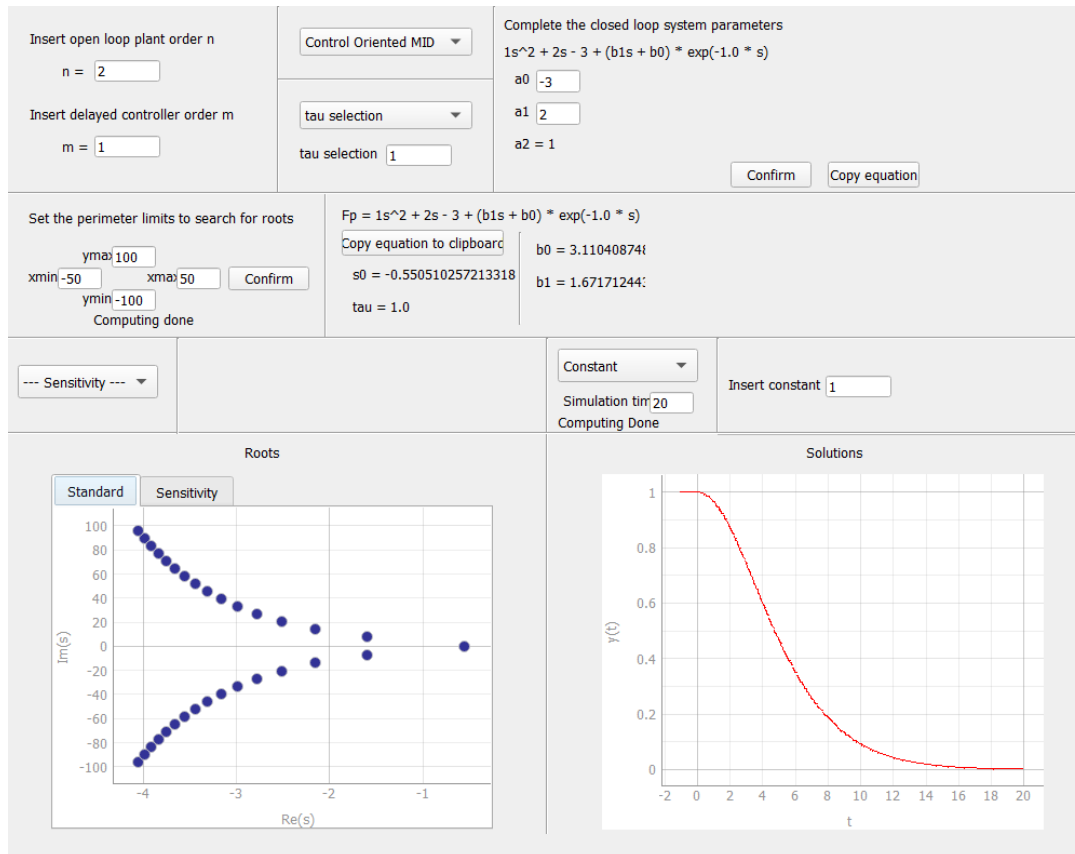 Insert open loop plant order n
n = 2
Insert delayed controller order m
m = 1
Control Oriented MID
tau selection
tau selection 1
Complete the closed loop system parameters
1s^2 + 2s - 3 + (b1s + b0) * exp(-1.0 * s)
a0 -3
a1 2
a2 = 1
Confirm Copy equation
Set the perimeter limits to search for roots
ymax 100
xmin -50 xmax 50 Confirm
ymin -100
Computing done
Fp = 1s^2 + 2s - 3 + (b1s + b0) * exp(-1.0 * s)
Copy equation to clipboard
s0 = -0.550510257213318
tau = 1.0
b0 = 3.110408748
b1 = 1.671712443
--- Sensitivity ---
Constant
Simulation tim 20
Computing Done
Insert constant 1
Roots
Standard Sensitivity
100
80
60
40
20
0
-20
-40
-60
-80
-100
Im(s)
-4 -3 -2 -1
Re(s)
Solutions
1
0.8
0.6
0.4
0.2
0
y(t)
-2 0 2 4 6 8 10 12 14 16 18 20
t